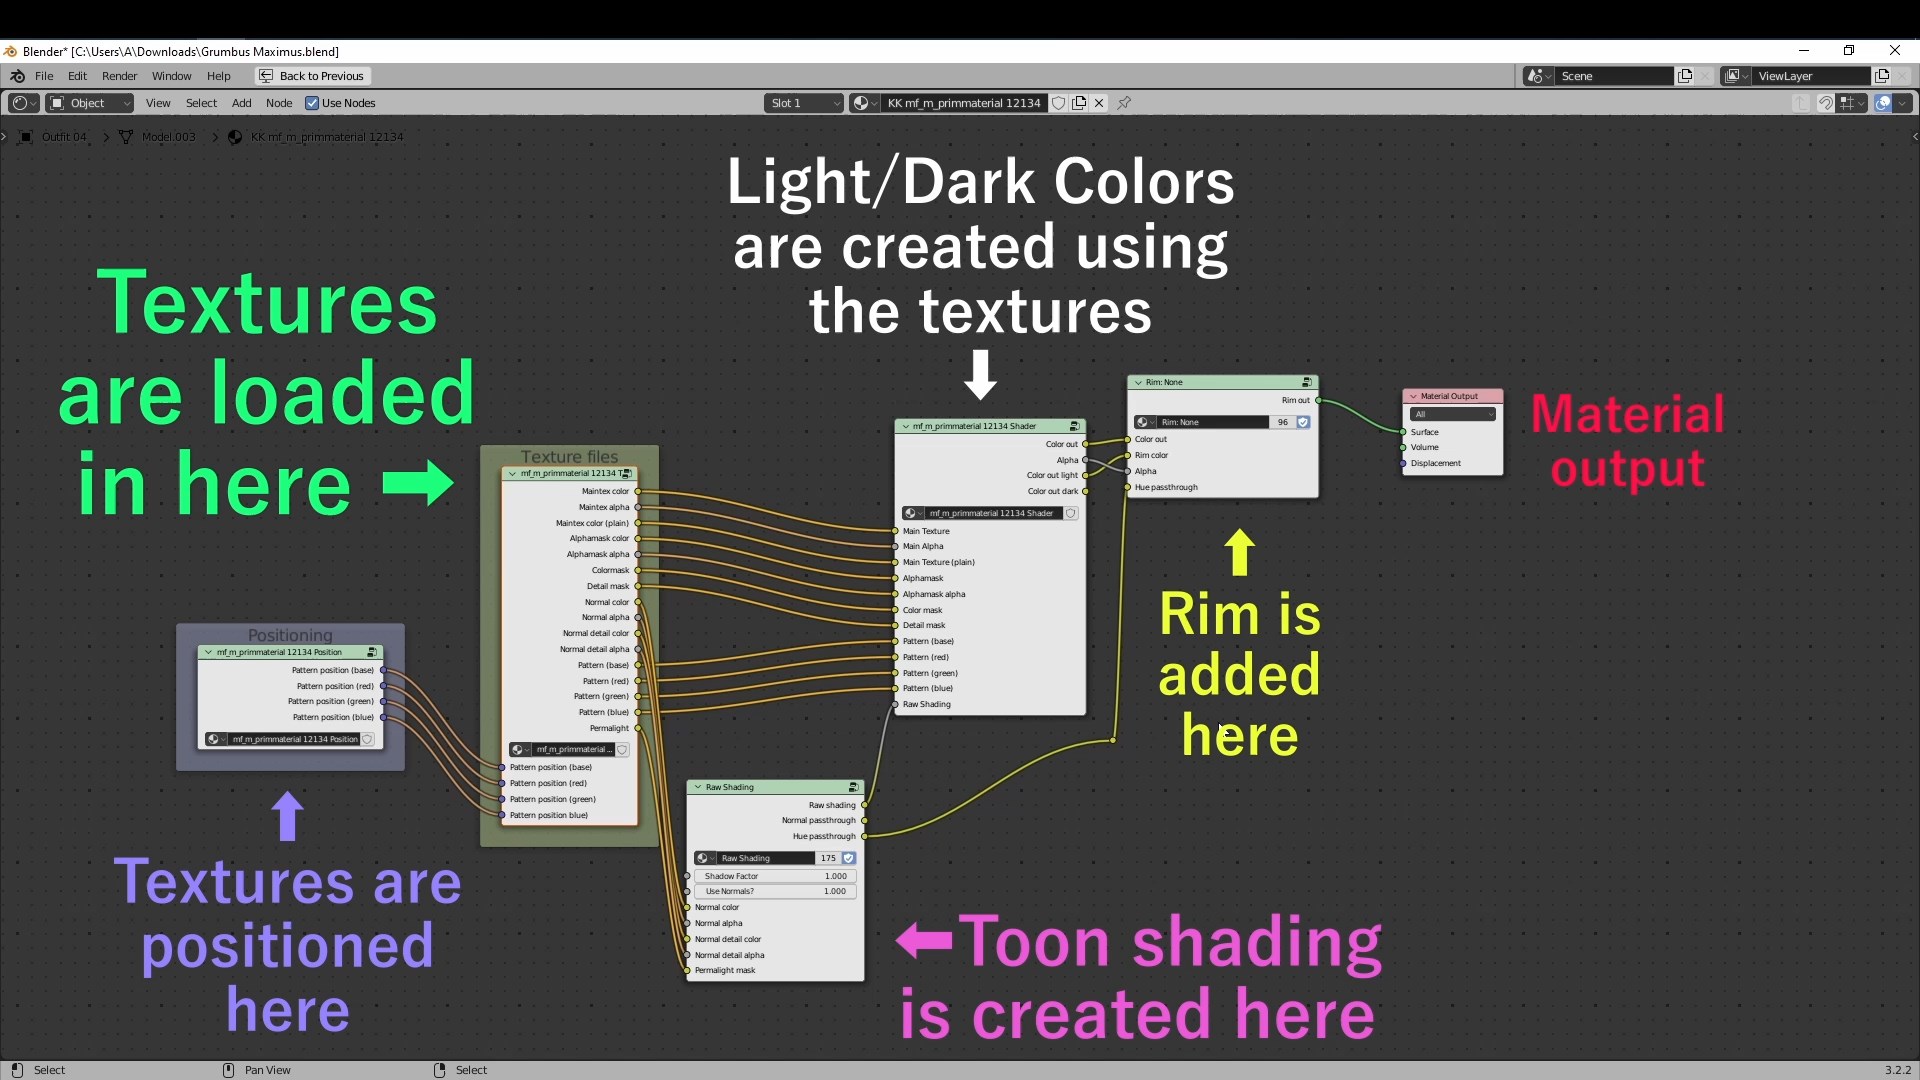 Blender* [C:\Users\A\Downloads\Grumbus Maximus.blend]
File Edit Render Window Help Back to Previous Scene ViewLayer
Object View Select Add Node Use Nodes Slot 1 KK mf_m_primmaterial 12134
Outfit 04 Model.003 KK mf_m_primmaterial 12134
Light/Dark Colors
are created using
the textures
Textures
are loaded
in here
Rim: None
Rim out
Rim: None 96
Color out
Rim color
Alpha
Hue passthrough
Material Output
All
Surface
Volume
Displacement
Material
output
mf_m_primmaterial 12134 Shader
Color out
Alpha
Color out light
Color out dark
mf_m_primmaterial 12134 Shader
Main Texture
Main Alpha
Main Texture (plain)
Alphamask
Alphamask alpha
Color mask
Detail mask
Pattern (base)
Pattern (red)
Pattern (green)
Pattern (blue)
Raw Shading
Texture files
mf_m_primmaterial 12134 T
Maintex color
Maintex alpha
Maintex color (plain)
Alphamask color
Alphamask alpha
Colormask
Detail mask
Normal color
Normal alpha
Normal detail color
Normal detail alpha
Pattern (base)
Pattern (red)
Pattern (green)
Pattern (blue)
Permalight
mf_m_primmaterial ...
Pattern position (base)
Pattern position (red)
Pattern position (green)
Pattern position blue)
Rim is
added
here
Positioning
mf_m_primmaterial 12134 Position
Pattern position (base)
Pattern position (red)
Pattern position (green)
Pattern position (blue)
mf_m_primmaterial 12134 Position
Textures are
positioned
here
Raw Shading
Raw shading
Normal passthrough
Hue passthrough
Raw Shading 175
Shadow Factor 1.000
Use Normals? 1.000
Normal color
Normal alpha
Normal detail color
Normal detail alpha
Permalight mask
Toon shading
is created here
Select Pan View Select 3.2.2